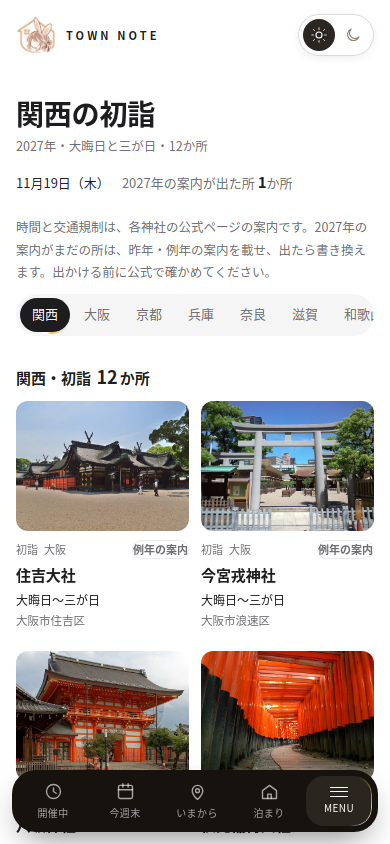 TOWN NOTE
関西の初詣
2027年・大晦日と三が日・12か所
11月19日（木） 2027年の案内が出た所 1か所
時間と交通規制は、各神社の公式ページの案内です。2027年の
案内がまだの所は、昨年・例年の案内を載せ、出たら書き換え
ます。出かける前に公式で確かめてください。
関西 大阪 京都 兵庫 奈良 滋賀 和歌
関西・初詣 12か所
初詣 大阪 例年の案内
住吉大社
大晦日〜三が日
大阪市住吉区
初詣 大阪 例年の案内
今宮戎神社
大晦日〜三が日
大阪市浪速区
開催中 今週末 いまから 泊まり MENU